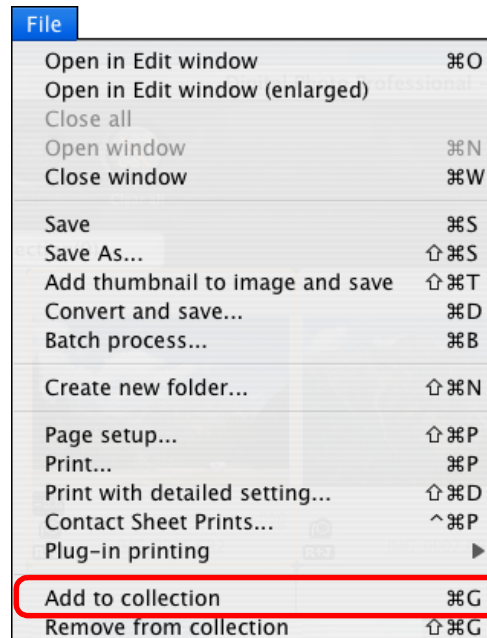 File
Open in Edit window ⌘O
Open in Edit window (enlarged)
Close all
Open window ⌘N
Close window ⌘W
Save ⌘S
Save As... ⇧⌘S
Add thumbnail to image and save ⇧⌘T
Convert and save... ⌘D
Batch process... ⌘B
Create new folder... ⇧⌘N
Page setup... ⇧⌘P
Print... ⌘P
Print with detailed setting... ⇧⌘D
Contact Sheet Prints... ^⌘P
Plug-in printing ▶
Add to collection ⌘G
Remove from collection ⇧⌘G